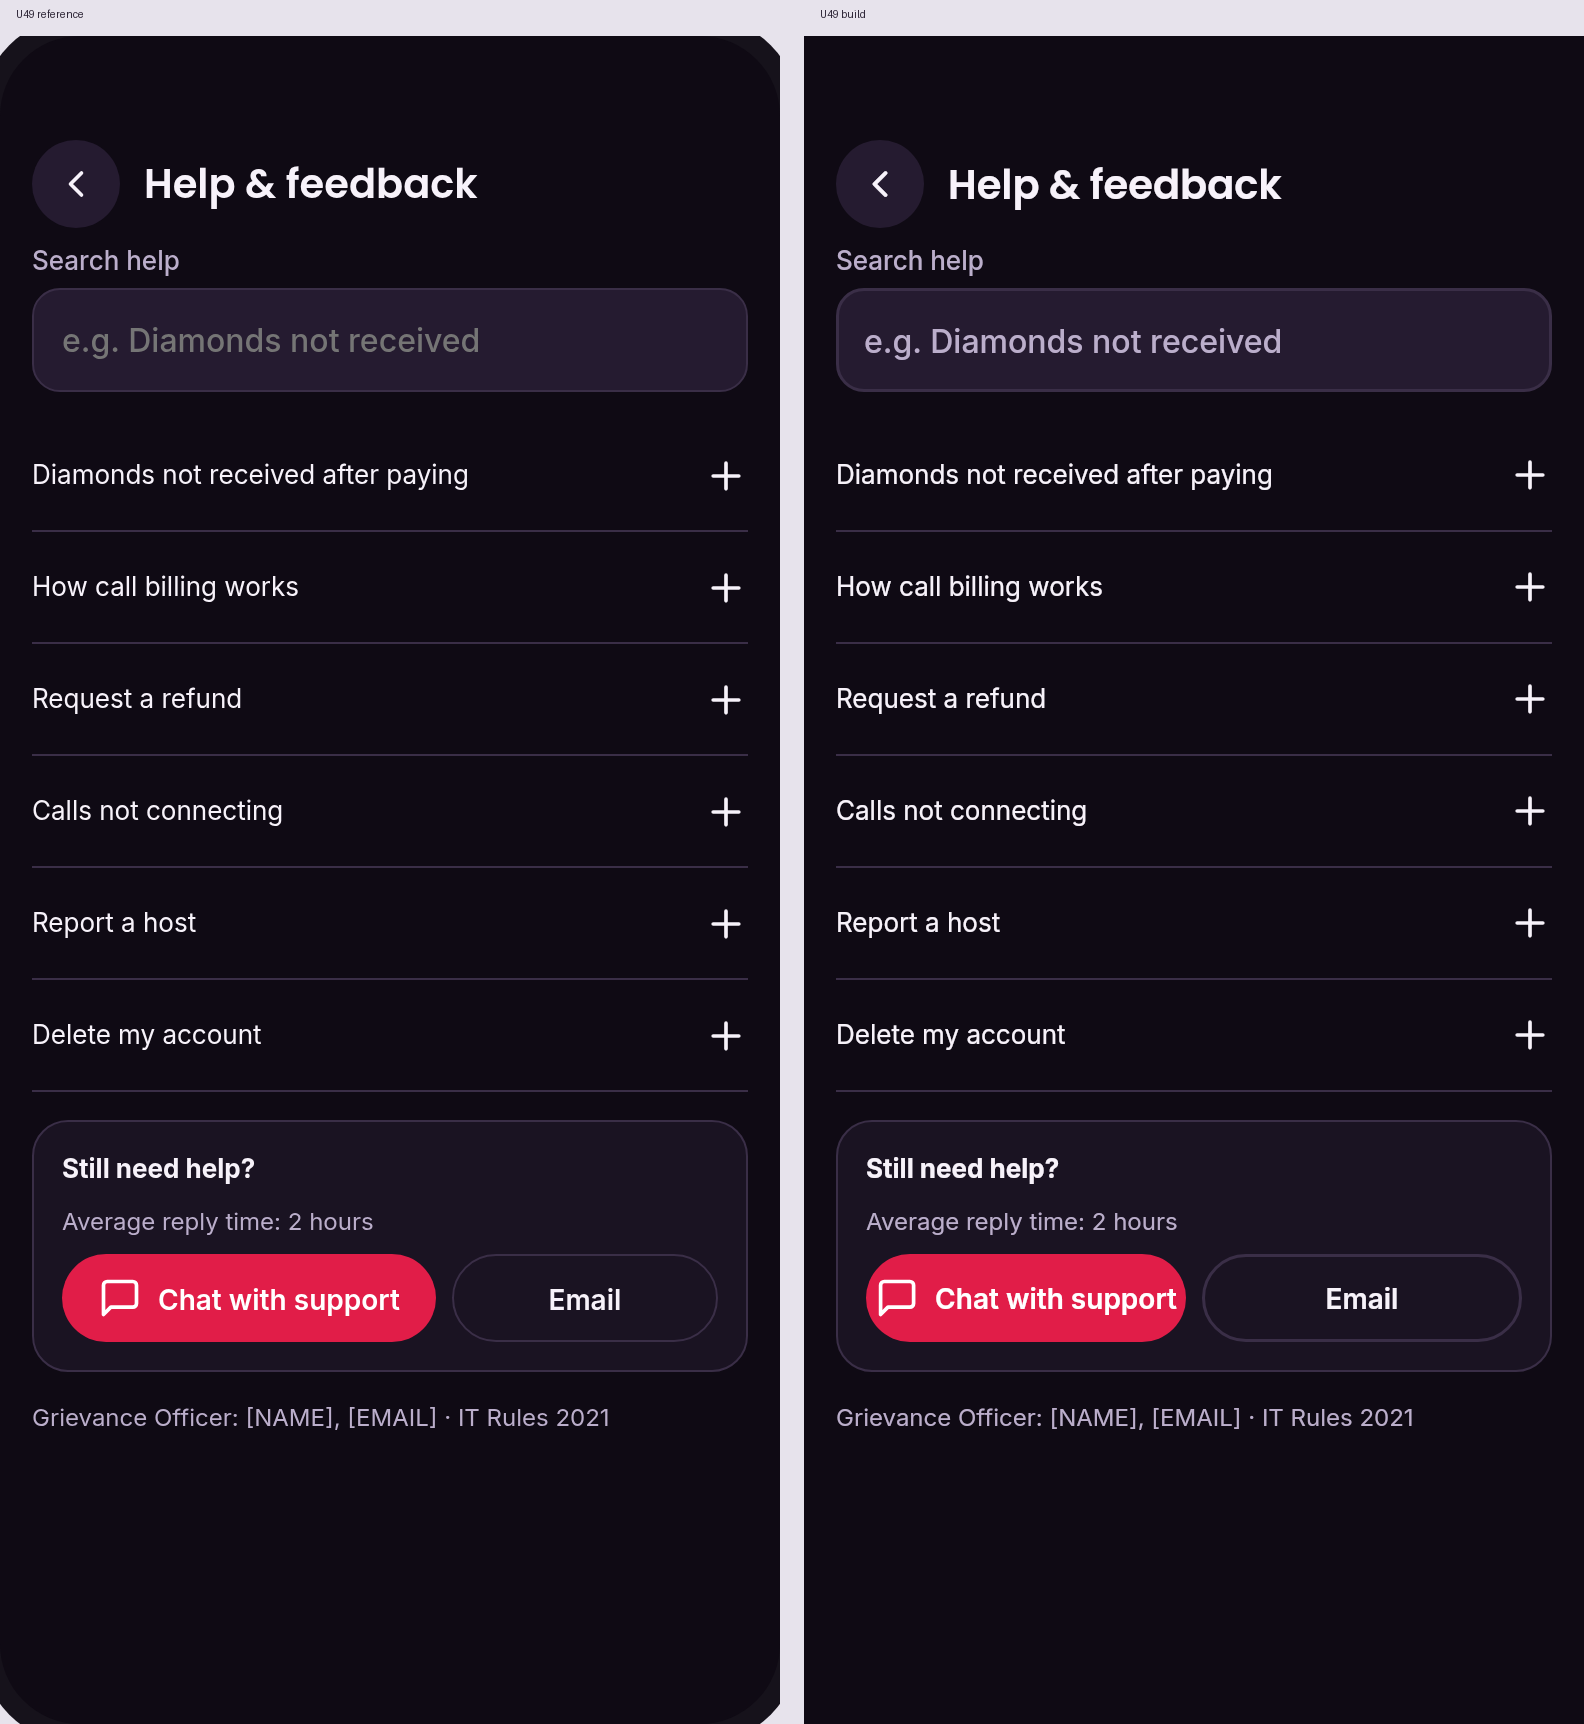 U49 reference
Help & feedback
Search help
e.g. Diamonds not received
Diamonds not received after paying
How call billing works
Request a refund
Calls not connecting
Report a host
Delete my account
Still need help?
Average reply time: 2 hours
Chat with support
Email
Grievance Officer: [NAME], [EMAIL] · IT Rules 2021
U49 build
Help & feedback
Search help
e.g. Diamonds not received
Diamonds not received after paying
How call billing works
Request a refund
Calls not connecting
Report a host
Delete my account
Still need help?
Average reply time: 2 hours
Chat with support
Email
Grievance Officer: [NAME], [EMAIL] · IT Rules 2021